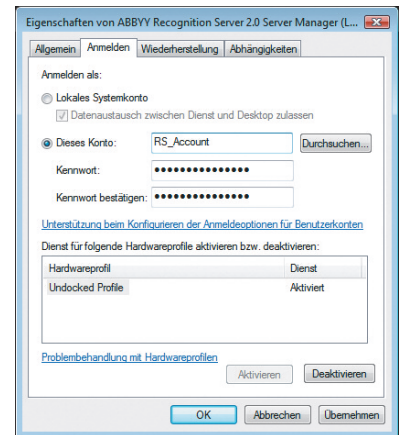 Eigenschaften von ABBYY Recognition Server 2.0 Server Manager (L...
Allgemein Anmelden Wiederherstellung Abhängigkeiten
Anmelden als:
Lokales Systemkonto
Datenaustausch zwischen Dienst und Desktop zulassen
Dieses Konto: RS_Account Durchsuchen...
Kennwort: •••••••••••••••
Kennwort bestätigen: •••••••••••••••
Unterstützung beim Konfigurieren der Anmeldeoptionen für Benutzerkonten
Dienst für folgende Hardwareprofile aktivieren bzw. deaktivieren:
Hardwareprofil Dienst
Undocked Profile Aktiviert
Problembehandlung mit Hardwareprofilen
Aktivieren Deaktivieren
OK Abbrechen Übernehmen